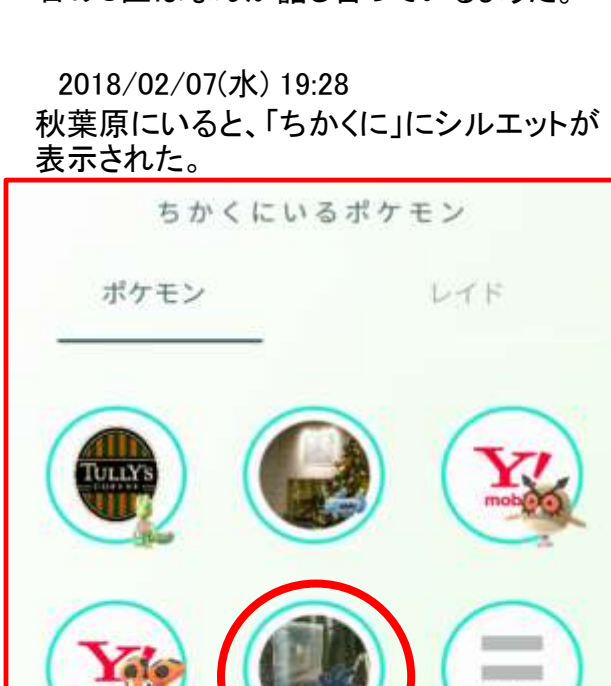 2018/02/07(水) 19:28
秋葉原にいると、「ちかくに」にシルエットが
表示された。
ちかくにいるポケモン
ポケモン
レイド
TULLY'S
COFFEE
Y!
mob
Y!